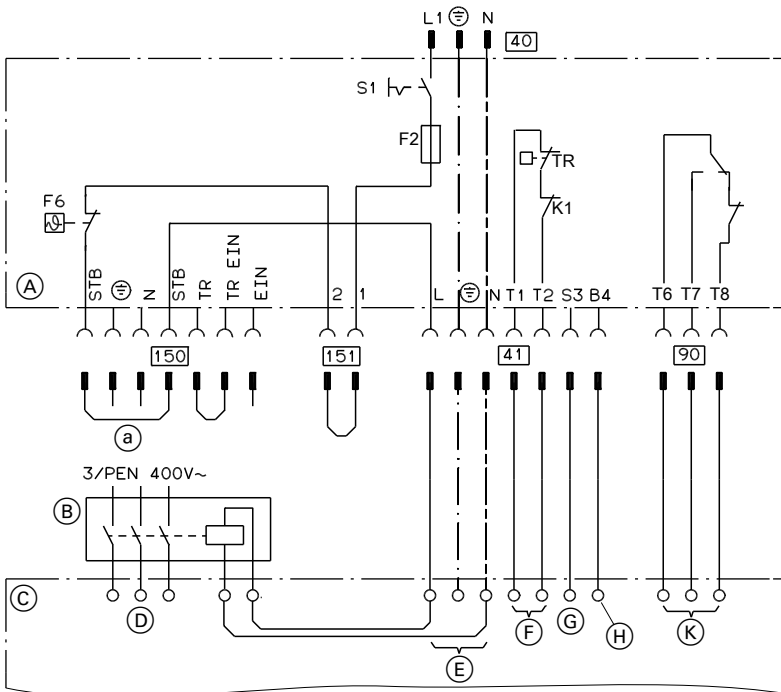 L1 N 40
S1
F2
TR
F6
K1
A
STB N STB TR TR EIN EIN 2 1 L N T1 T2 S3 B4 T6 T7 T8
150 151 41 90
a
3/PEN 400V~
B
C
D F G H K
E